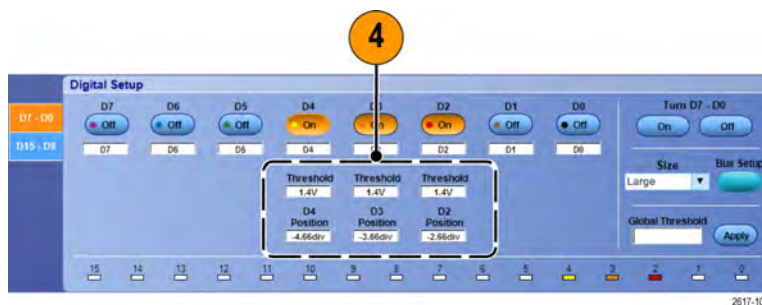 4
Digital Setup
D7 - D0
D15 - D8
D7 D6 D5 D4 D3 D2 D1 D0 Turn D7 - D0
Off Off Off On On On Off Off On Off
D7 D6 D5 D4 D2 D1 D0
Size Bus Setup
Threshold Threshold Threshold Large
1.4V 1.4V 1.4V
D4 D3 D2
Position Position Position Global Threshold
-4.66div -3.66div -2.66div Apply
15 14 13 12 11 10 9 8 7 6 5 4 3 2 1 0
2617-10